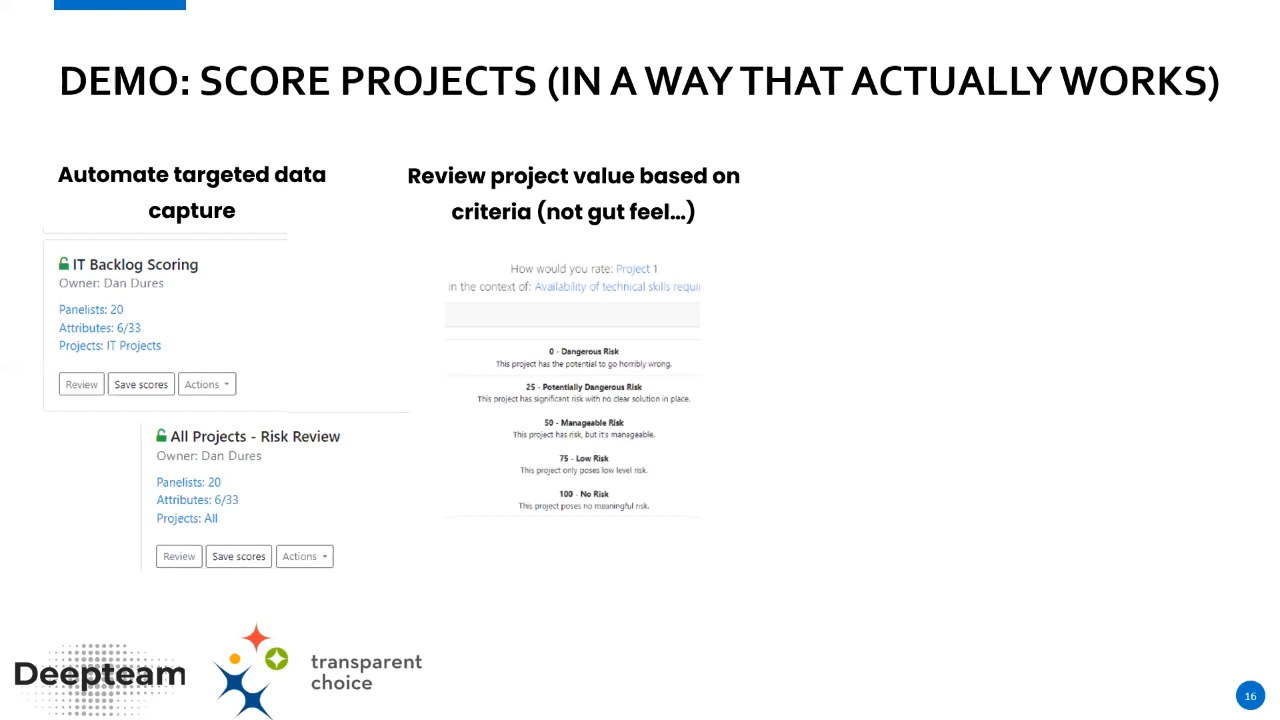 DEMO: SCORE PROJECTS (IN A WAY THAT ACTUALLY WORKS)
Automate targeted data
capture
IT Backlog Scoring
Owner: Dan Dures
Panelists: 20
Attributes: 6/33
Projects: IT Projects
Review Save scores Actions
All Projects - Risk Review
Owner: Dan Dures
Panelists: 20
Attributes: 6/33
Projects: All
Review Save scores Actions
Review project value based on
criteria (not gut feel...)
How would you rate: Project 1
in the context of: Availability of technical skills requi
0 - Dangerous Risk
This project has the potential to go horribly wrong.
25 - Potentially Dangerous Risk
This project has significant risk with no clear solution in place.
50 - Manageable Risk
This project has risk, but it's manageable.
75 - Low Risk
This project only poses low level risk.
100 - No Risk
This project poses no meaningful risk.
Deepteam
transparent
choice
16